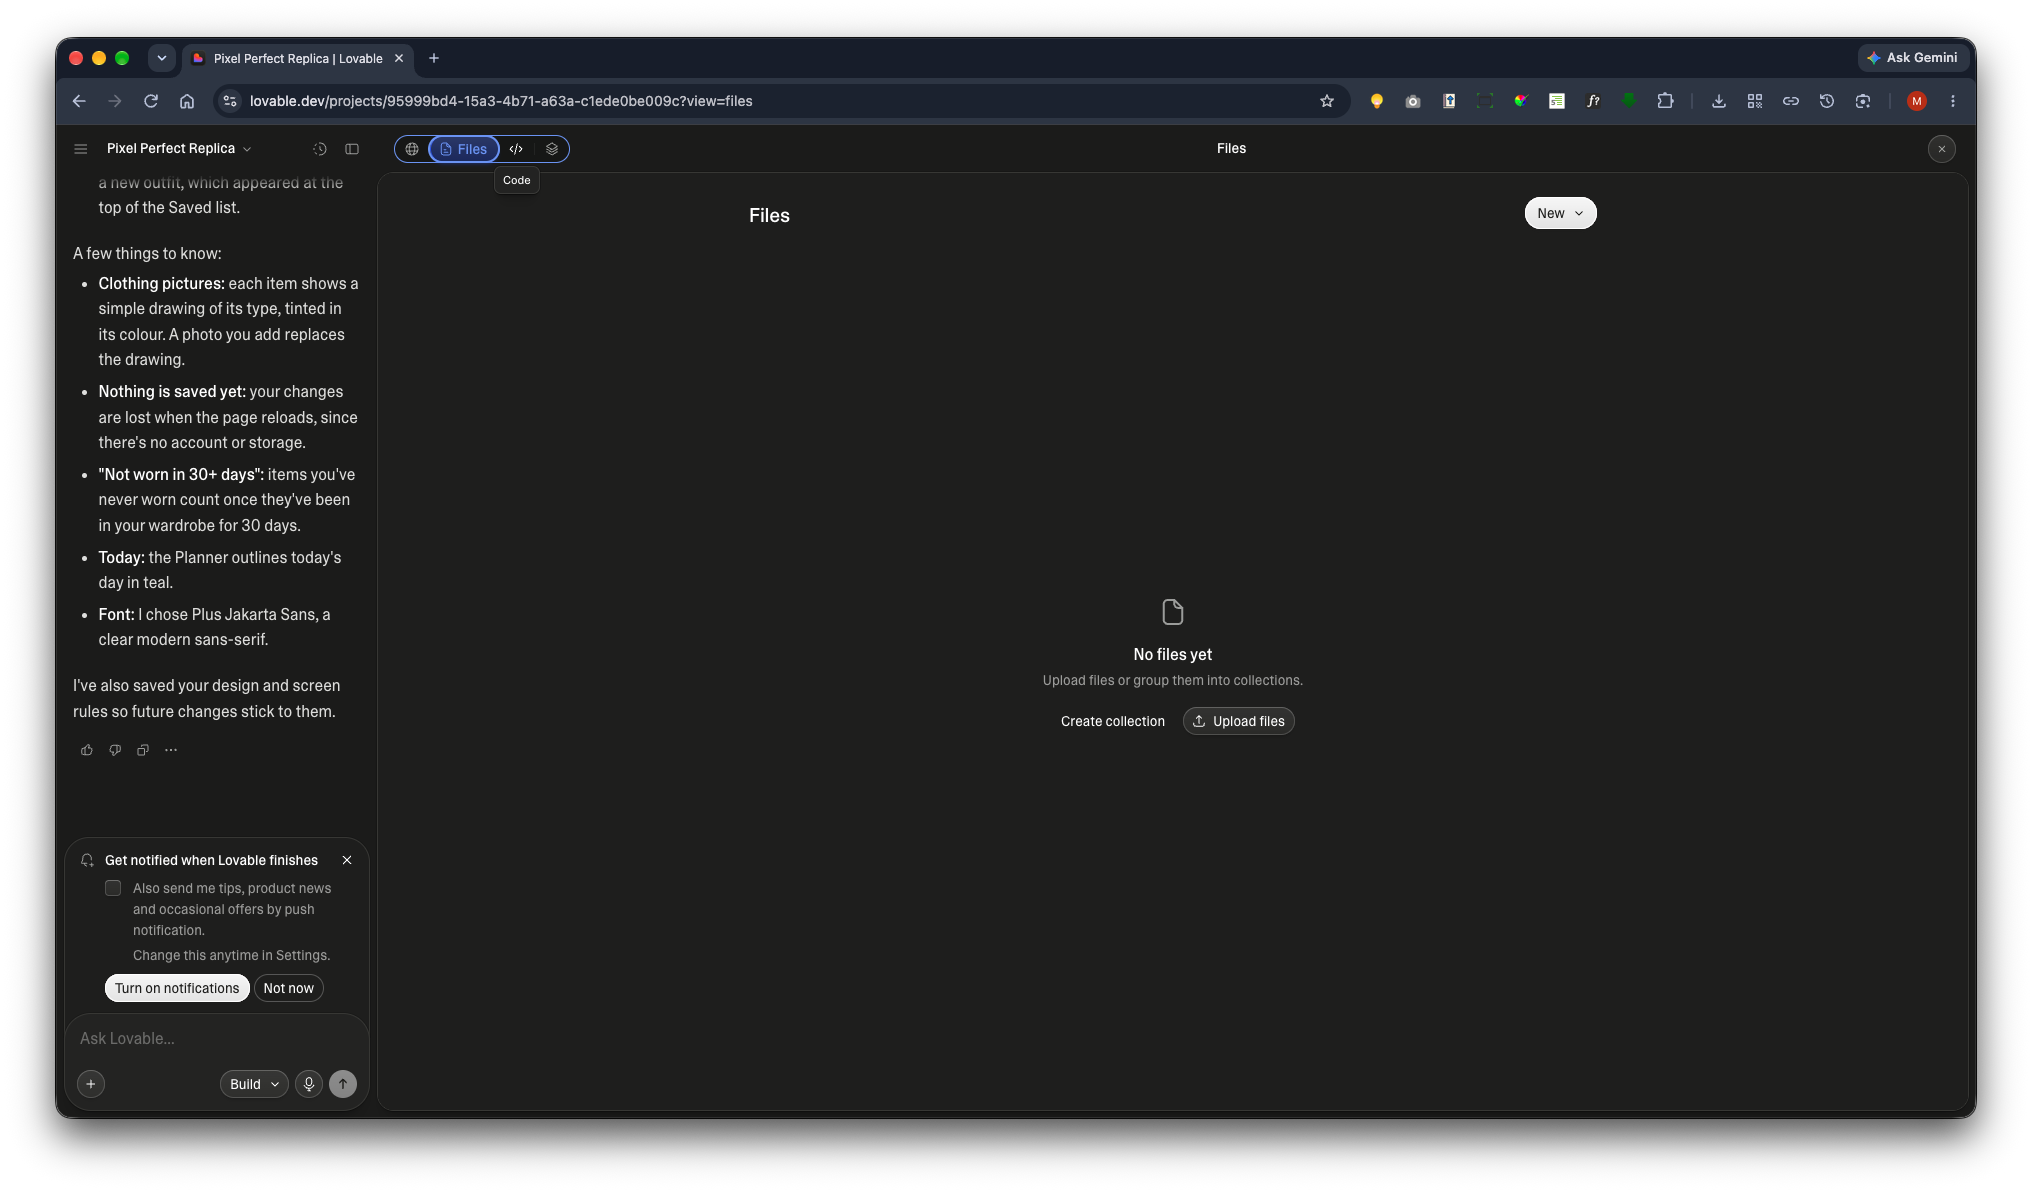 Pixel Perfect Replica | Lovable
Ask Gemini
lovable.dev/projects/95999bd4-15a3-4b71-a63a-c1ede0be009c?view=files
f?
M
Pixel Perfect Replica
Files
Files
Code
a new outfit, which appeared at the
top of the Saved list.
A few things to know:
Clothing pictures: each item shows a
simple drawing of its type, tinted in
its colour. A photo you add replaces
the drawing.
Nothing is saved yet: your changes
are lost when the page reloads, since
there's no account or storage.
"Not worn in 30+ days": items you've
never worn count once they've been
in your wardrobe for 30 days.
Today: the Planner outlines today's
day in teal.
Font: I chose Plus Jakarta Sans, a
clear modern sans-serif.
I've also saved your design and screen
rules so future changes stick to them.
Get notified when Lovable finishes
Also send me tips, product news
and occasional offers by push
notification.
Change this anytime in Settings.
Turn on notifications
Not now
Ask Lovable...
Build
Files
New
No files yet
Upload files or group them into collections.
Create collection
Upload files